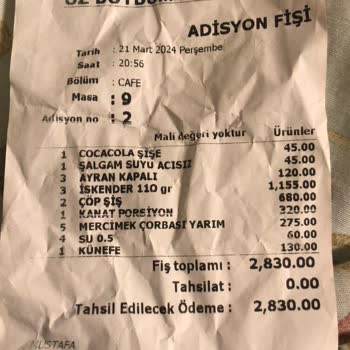 ÖZ DOYDUM
ADİSYON FİŞİ
Tarih : 21 Mart 2024 Perşembe
Saat : 20:56
Bölüm : CAFE
Masa : 9
Adisyon no : 2
Mali değeri yoktur Ürünler
1 COCACOLA ŞİŞE 45.00
1 ŞALGAM SUYU ACISIZ 45.00
3 AYRAN KAPALI 120.00
3 İSKENDER 110 gr 1,155.00
2 ÇÖP ŞİŞ 680.00
1 KANAT PORSİYON 320.00
5 MERCİMEK ÇORBASI YARIM 275.00
4 SU 0.5 60.00
1 KÜNEFE 130.00
Fiş toplamı : 2,830.00
Tahsilat : 0.00
Tahsil Edilecek Ödeme : 2,830.00
MUSTAFA